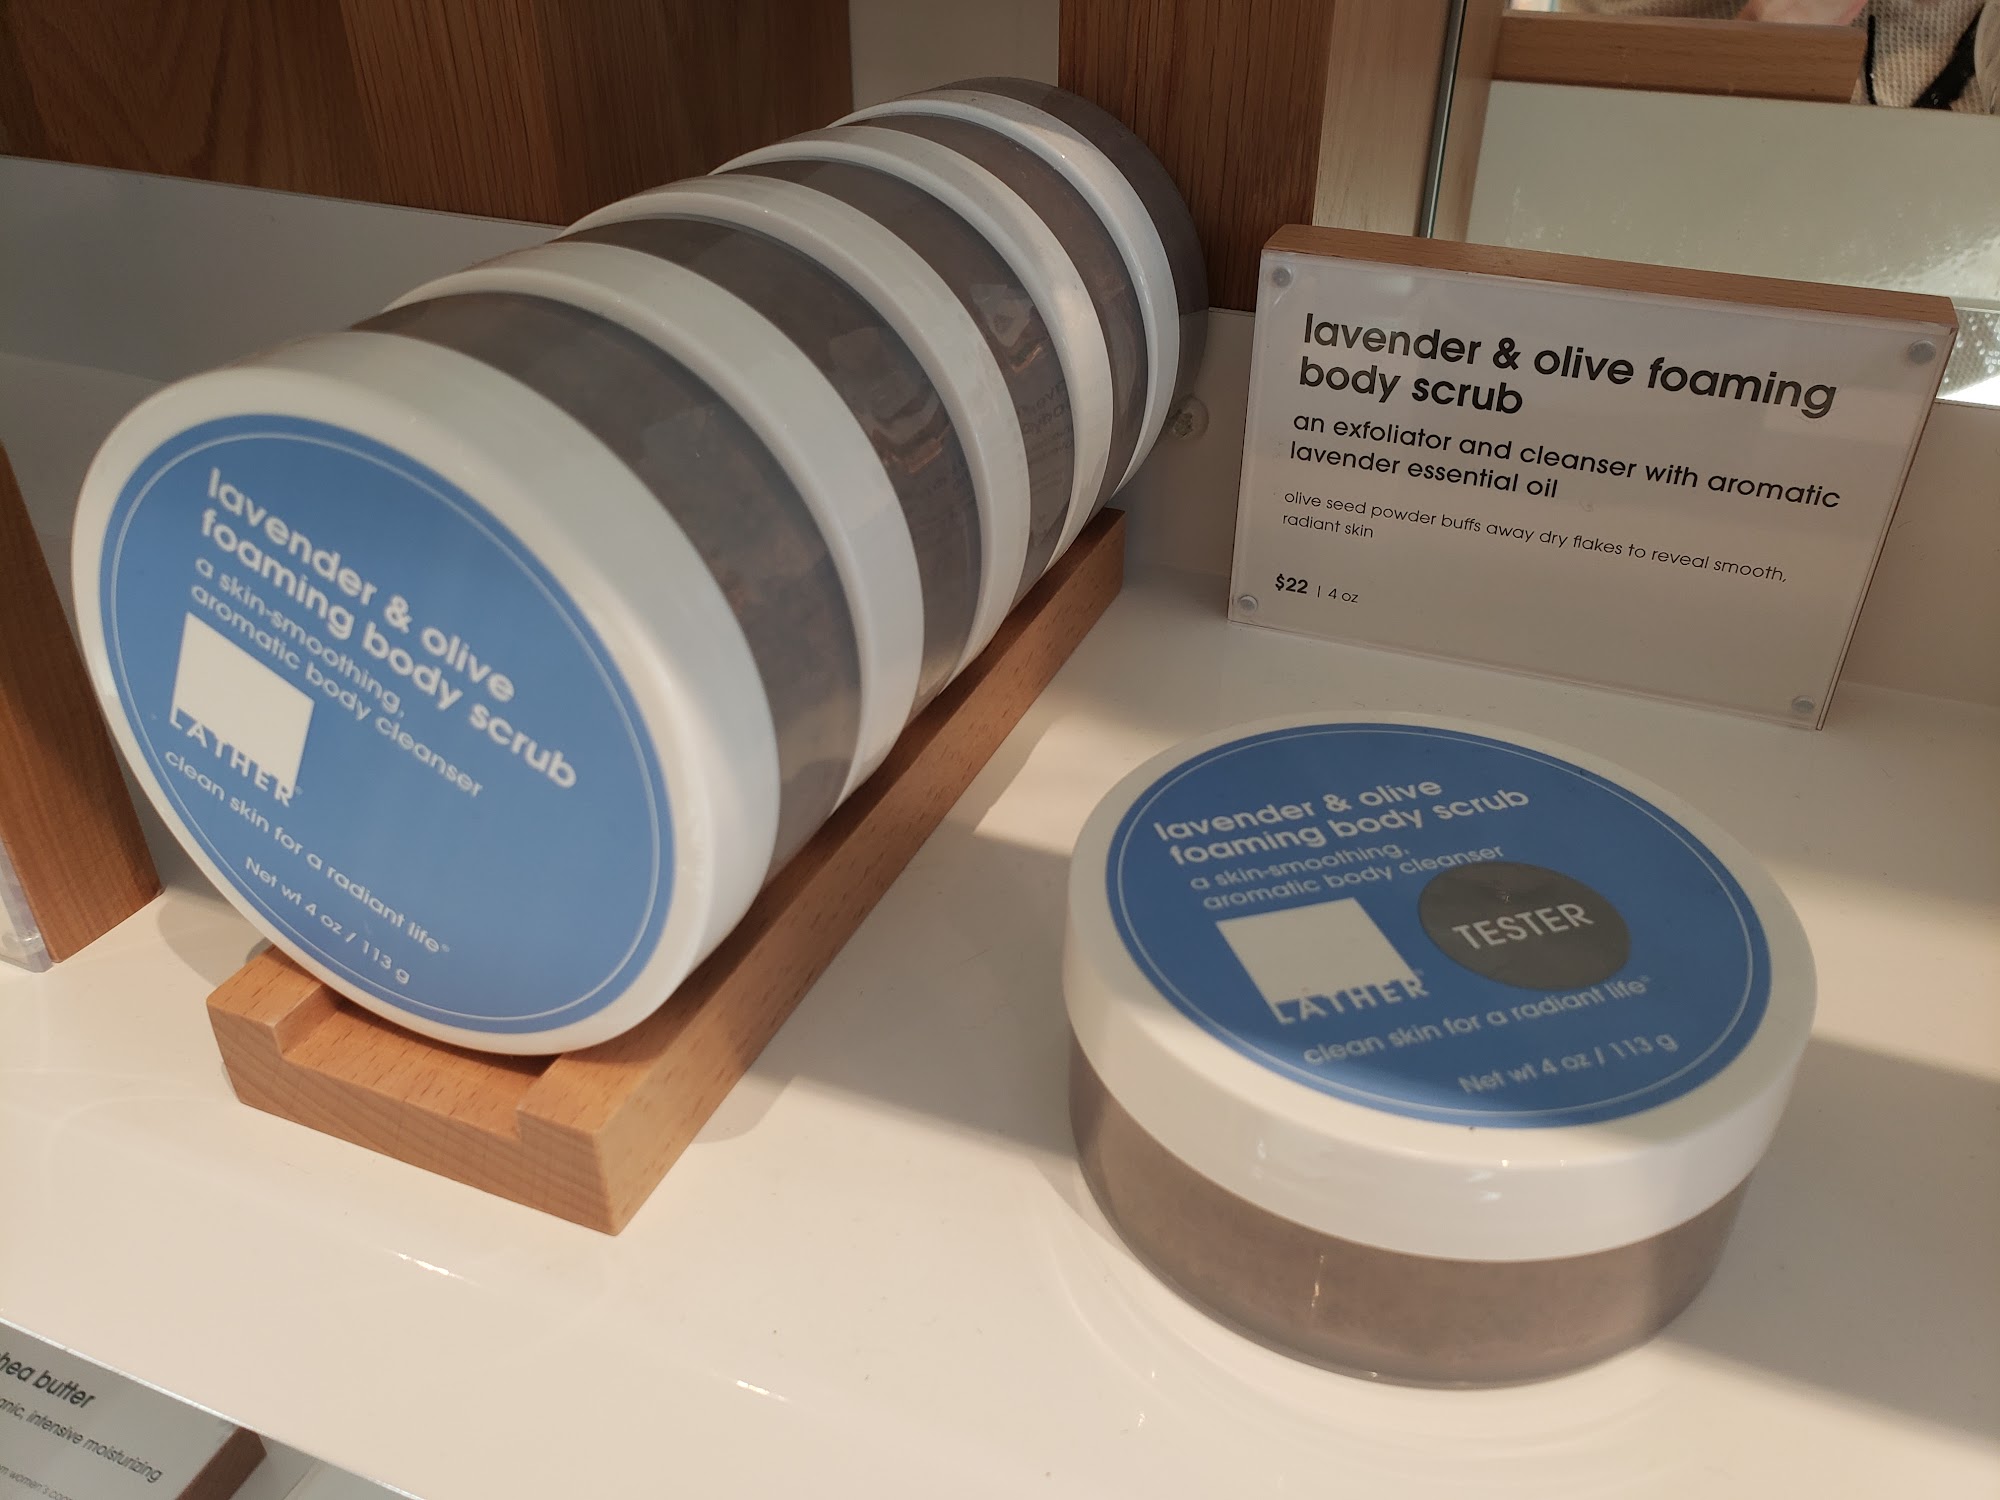 lavender & olive
foaming body scrub
a skin-smoothing,
aromatic body cleanser
LATHER®
clean skin for a radiant life®
Net wt 4 oz / 113 g
lavender & olive foaming
body scrub
an exfoliator and cleanser with aromatic
lavender essential oil
olive seed powder buffs away dry flakes to reveal smooth,
radiant skin
$22 | 4 oz
lavender & olive
foaming body scrub
a skin-smoothing,
aromatic body cleanser
TESTER
LATHER®
clean skin for a radiant life®
Net wt 4 oz / 113 g
butter
intensive moisturizing
women's